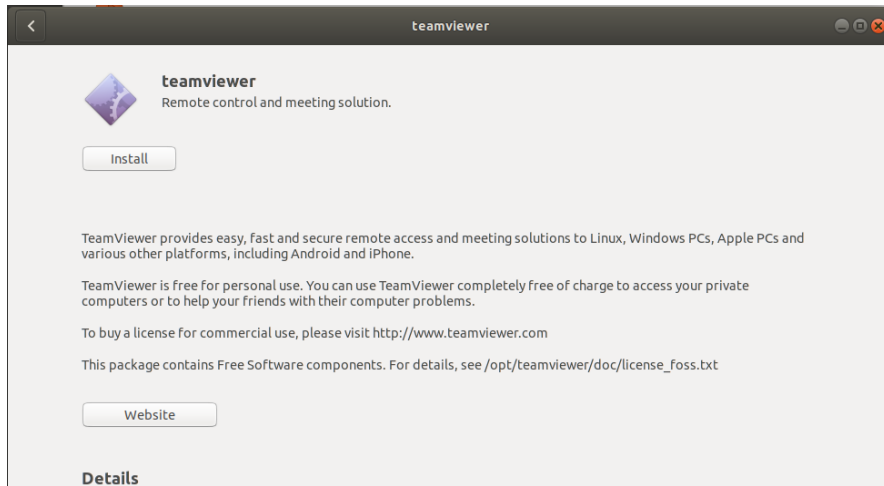 teamviewer
teamviewer
Remote control and meeting solution.
Install
TeamViewer provides easy, fast and secure remote access and meeting solutions to Linux, Windows PCs, Apple PCs and
various other platforms, including Android and iPhone.
TeamViewer is free for personal use. You can use TeamViewer completely free of charge to access your private
computers or to help your friends with their computer problems.
To buy a license for commercial use, please visit http://www.teamviewer.com
This package contains Free Software components. For details, see /opt/teamviewer/doc/license_foss.txt
Website
Details